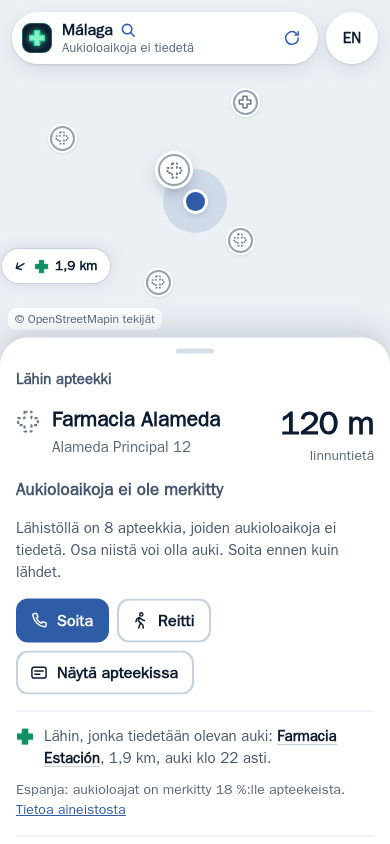 Málaga
Aukioloaikoja ei tiedetä
EN
1,9 km
© OpenStreetMapin tekijät
Lähin apteekki
Farmacia Alameda
120 m
Alameda Principal 12
linnuntietä
Aukioloaikoja ei ole merkitty
Lähistöllä on 8 apteekkia, joiden aukioloaikoja ei
tiedetä. Osa niistä voi olla auki. Soita ennen kuin
lähdet.
Soita
Reitti
Näytä apteekissa
Lähin, jonka tiedetään olevan auki: Farmacia
Estación, 1,9 km, auki klo 22 asti.
Espanja: aukioloajat on merkitty 18 %:lle apteekeista.
Tietoa aineistosta